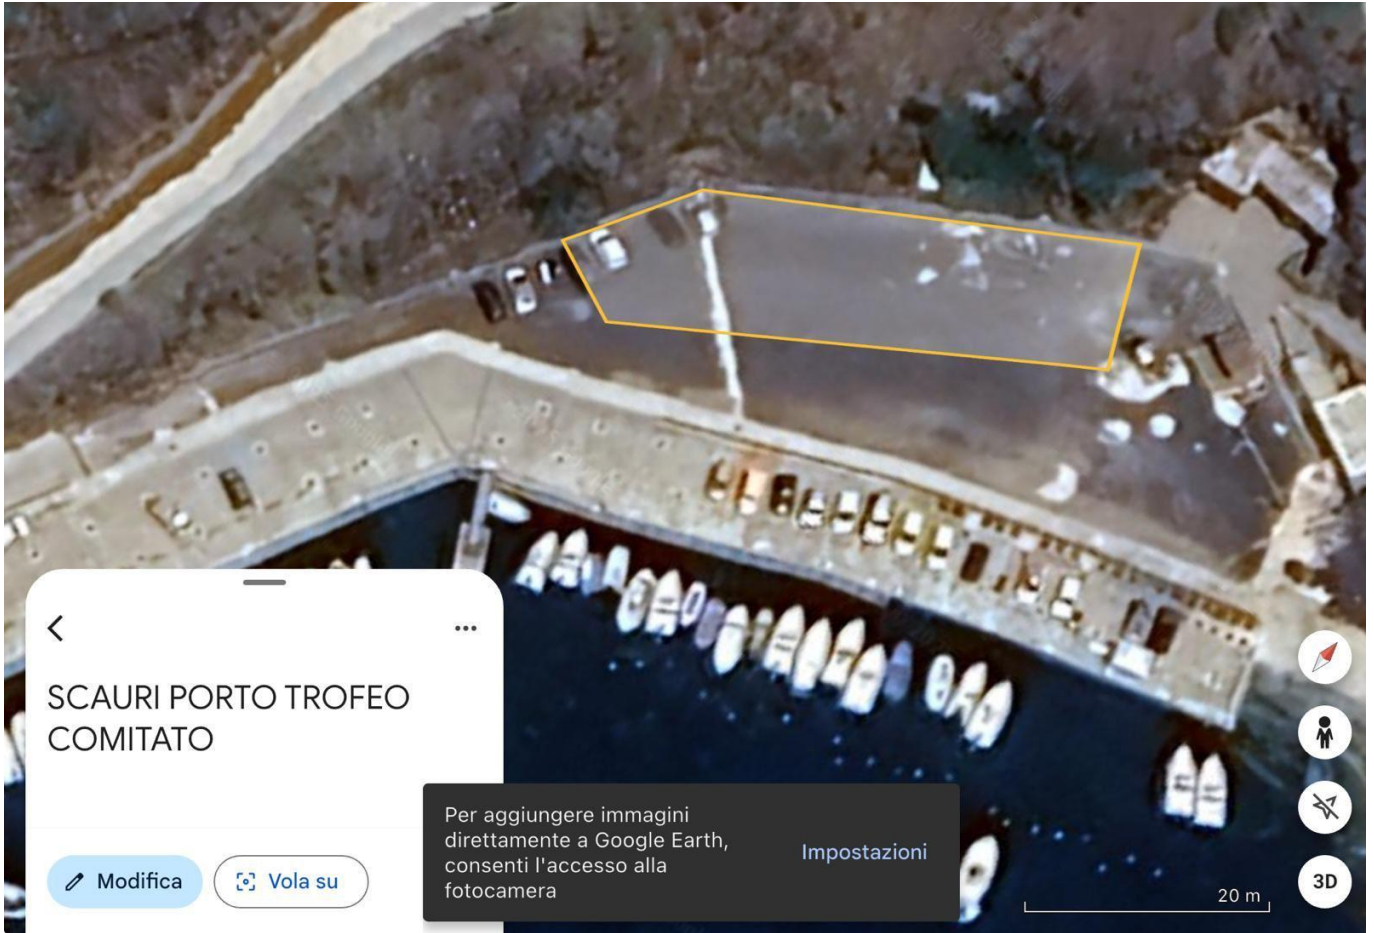 SCAURI PORTO TROFEO
COMITATO
Modifica
Vola su
Per aggiungere immagini
direttamente a Google Earth,
consenti l'accesso alla
fotocamera
Impostazioni
3D
20 m